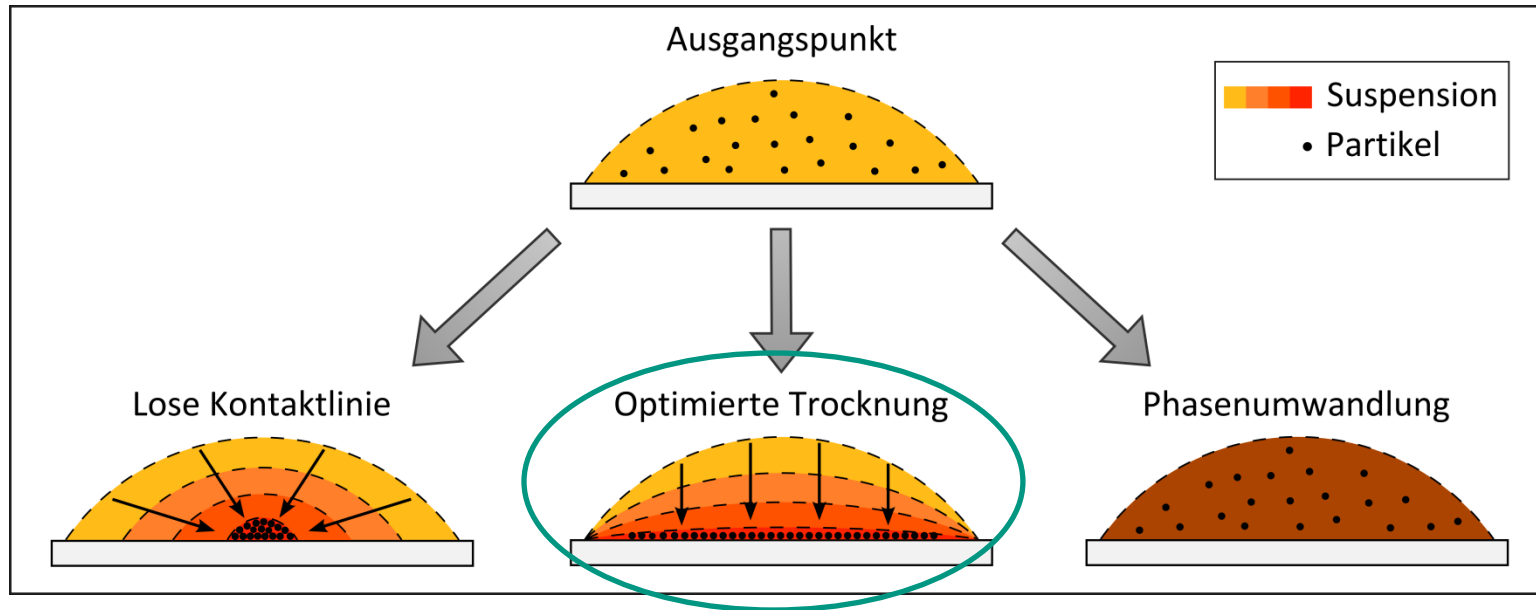 Ausgangspunkt
Suspension
Partikel
Lose Kontaktlinie
Optimierte Trocknung
Phasenumwandlung